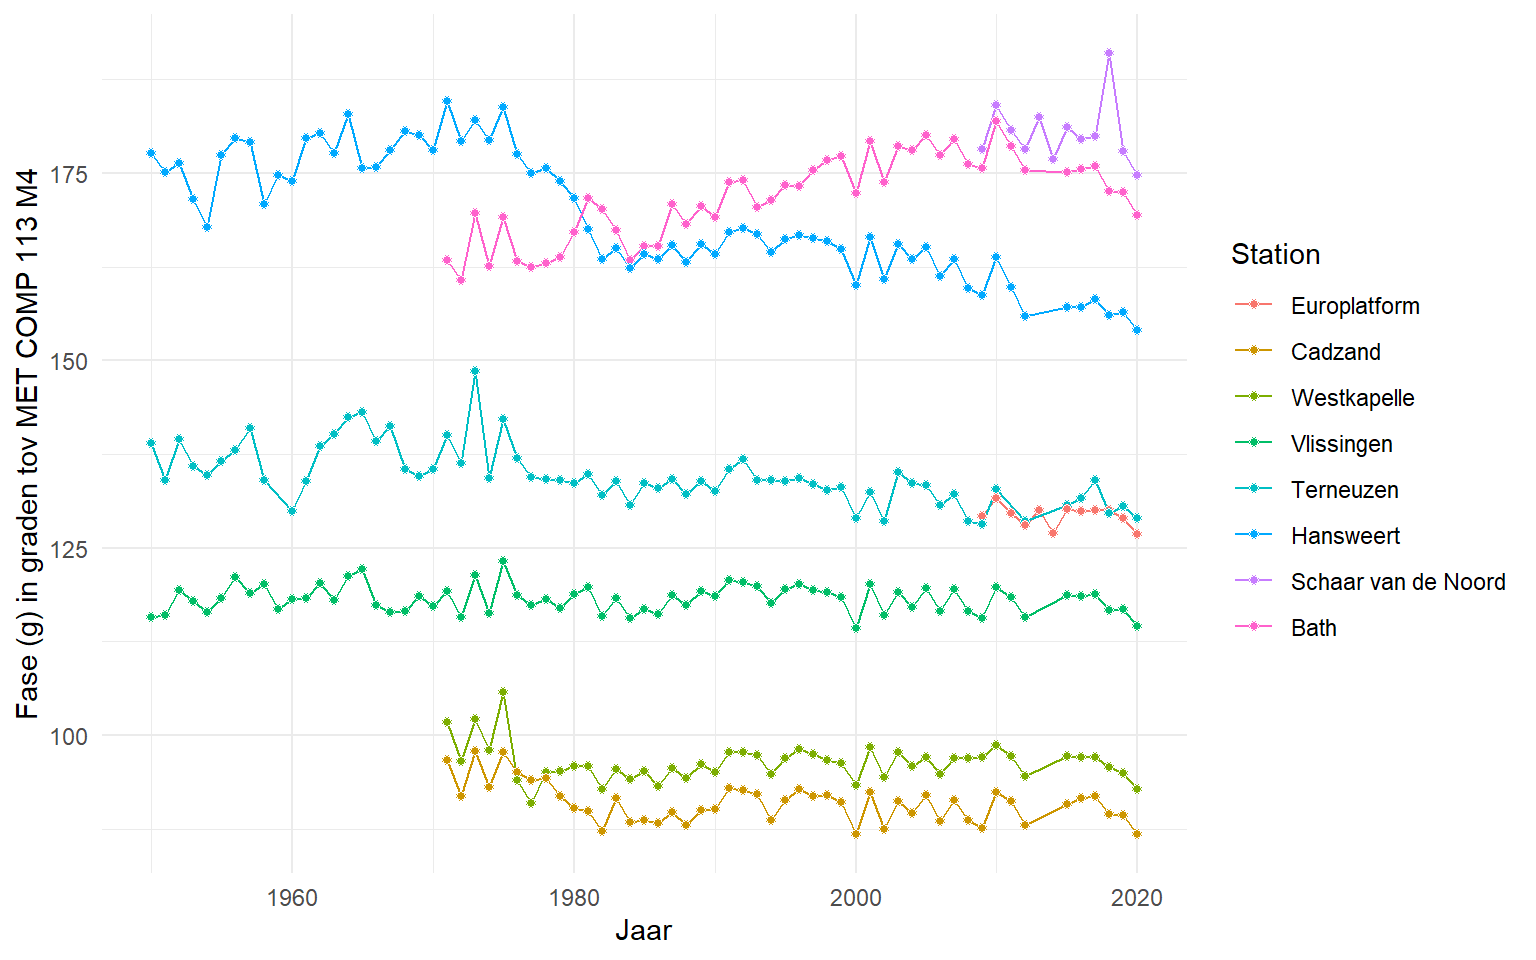 Fase (g) in graden tov MET COMP 113 M4
175
150
125
100
1960
1980
2000
2020
Jaar
Station
Europlatform
Cadzand
Westkapelle
Vlissingen
Terneuzen
Hansweert
Schaar van de Noord
Bath